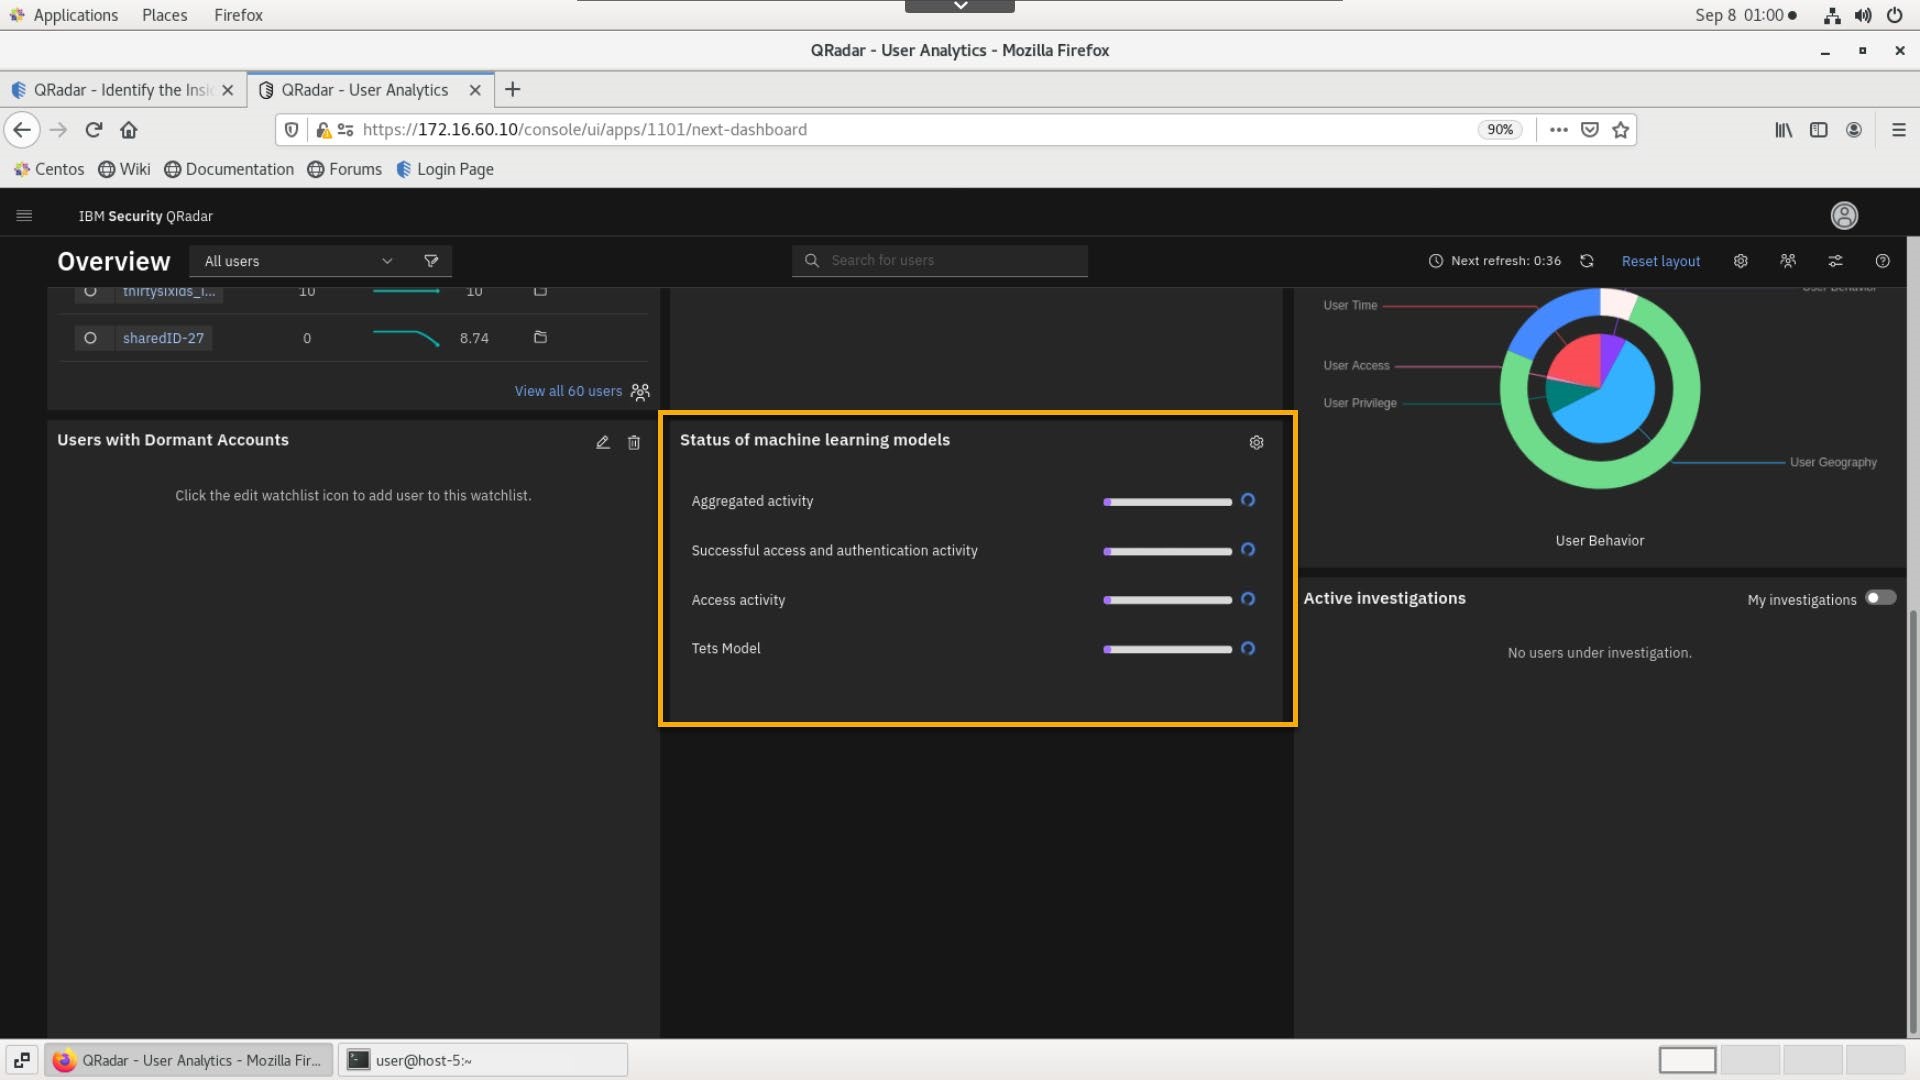 Applications Places Firefox Sep 8 01:00
QRadar - User Analytics - Mozilla Firefox
QRadar - Identify the Insi QRadar - User Analytics
https://172.16.60.10/console/ui/apps/1101/next-dashboard 90%
Centos Wiki Documentation Forums Login Page
IBM Security QRadar
Overview All users Search for users Next refresh: 0:36 Reset layout
thirtysixids_i... 10 10
sharedID-27 0 8.74
View all 60 users
Users with Dormant Accounts
Click the edit watchlist icon to add user to this watchlist.
Status of machine learning models
Aggregated activity
Successful access and authentication activity
Access activity
Tets Model
User Behavior
User Time
User Access
User Privilege
User Geography
User Behavior
Active investigations My investigations
No users under investigation.
QRadar - User Analytics - Mozilla Fir... user@host-5:~